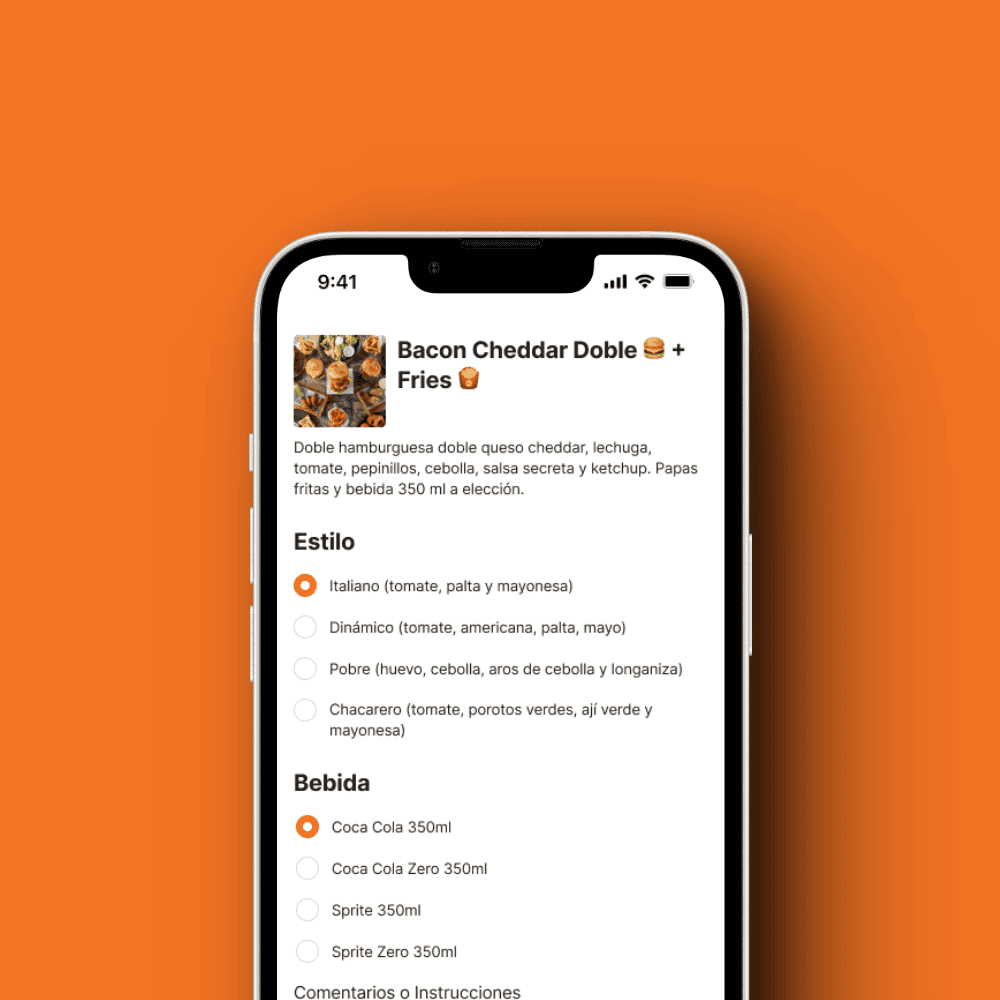 9:41
Bacon Cheddar Doble 🍔 +
Fries 🍟
Doble hamburguesa doble queso cheddar, lechuga,
tomate, pepinillos, cebolla, salsa secreta y ketchup. Papas
fritas y bebida 350 ml a elección.
Estilo
Italiano (tomate, palta y mayonesa)
Dinámico (tomate, americana, palta, mayo)
Pobre (huevo, cebolla, aros de cebolla y longaniza)
Chacarero (tomate, porotos verdes, ají verde y
mayonesa)
Bebida
Coca Cola 350ml
Coca Cola Zero 350ml
Sprite 350ml
Sprite Zero 350ml
Comentarios o Instrucciones